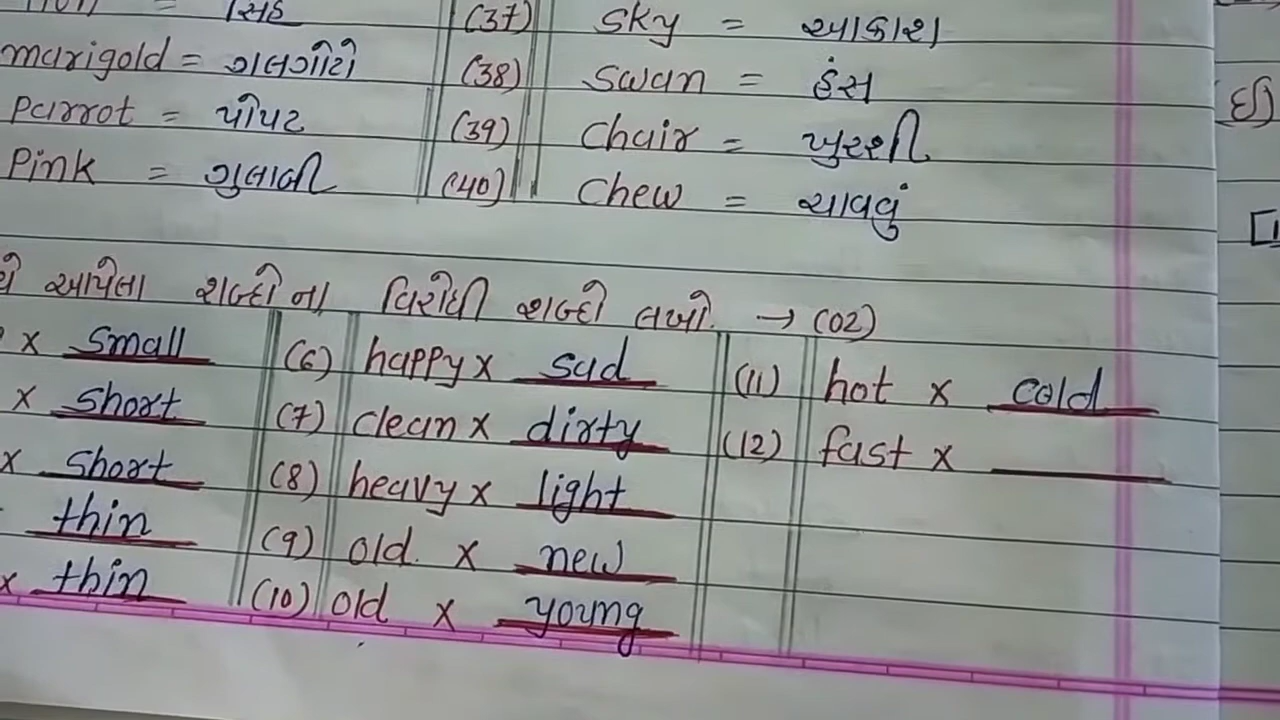 સિંહ (37) Sky = આકાશ
marigold = ગલગોટો (38) Swan = હંસ
Parrot = પોપટ (39) Chair = ખુરશી
Pink = ગુલાબી (40) Chew = ચાવવું
આપેલા શબ્દોના વિરોધી શબ્દો લખો. → (02)
x small (6) happy x sad (11) hot x cold
x short (7) clean x dirty (12) fast x
x short (8) heavy x light
thin (9) old. x new
x thin (10) old x young